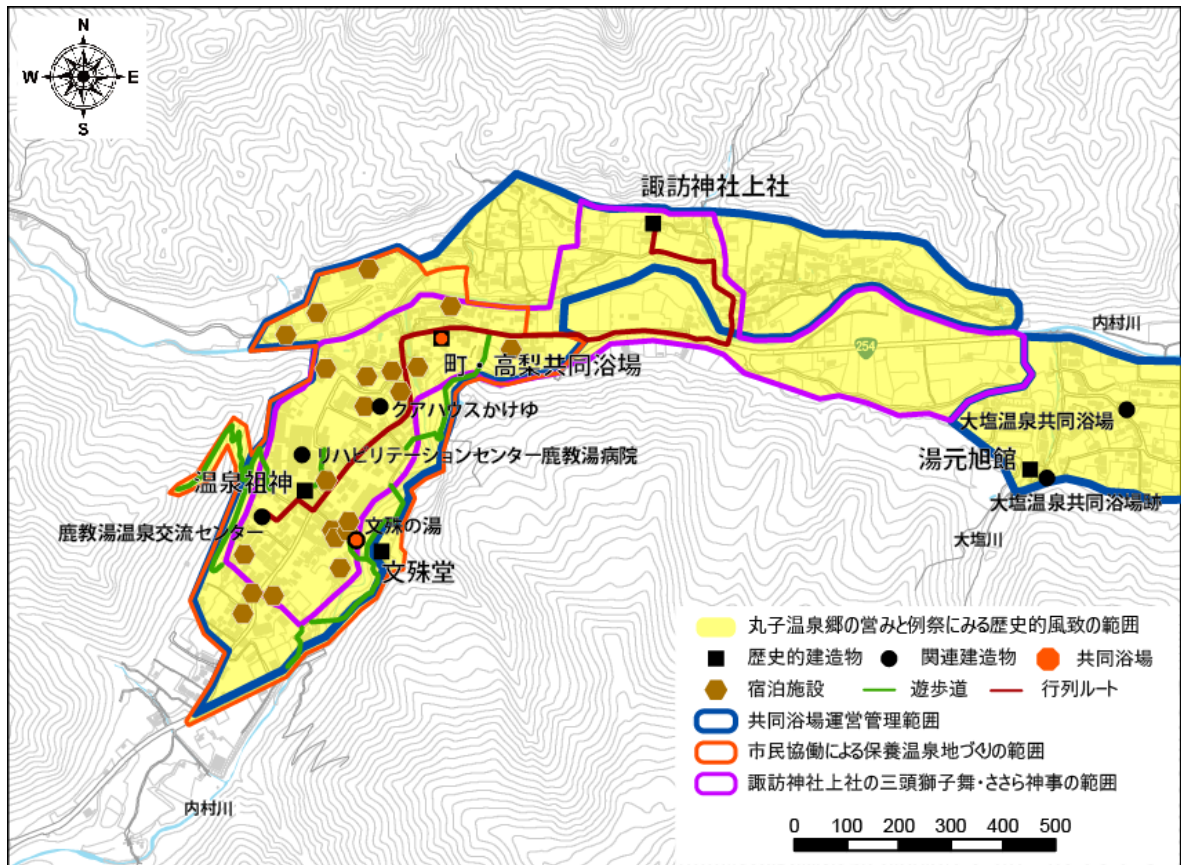 N
W
E
S
諏訪神社上社
内村川
254
町・高梨共同浴場
クアハウスかけゆ
大塩温泉共同浴場
リハビリテーションセンター鹿教湯病院
湯元旭館
温泉祖神
大塩温泉共同浴場跡
鹿教湯温泉交流センター
文殊の湯
大塩川
文殊堂
内村川
丸子温泉郷の営みと例祭にみる歴史的風致の範囲
歴史的建造物 関連建造物 共同浴場
宿泊施設 遊歩道 行列ルート
共同浴場運営管理範囲
市民協働による保養温泉地づくりの範囲
諏訪神社上社の三頭獅子舞・ささら神事の範囲
0 100 200 300 400 500